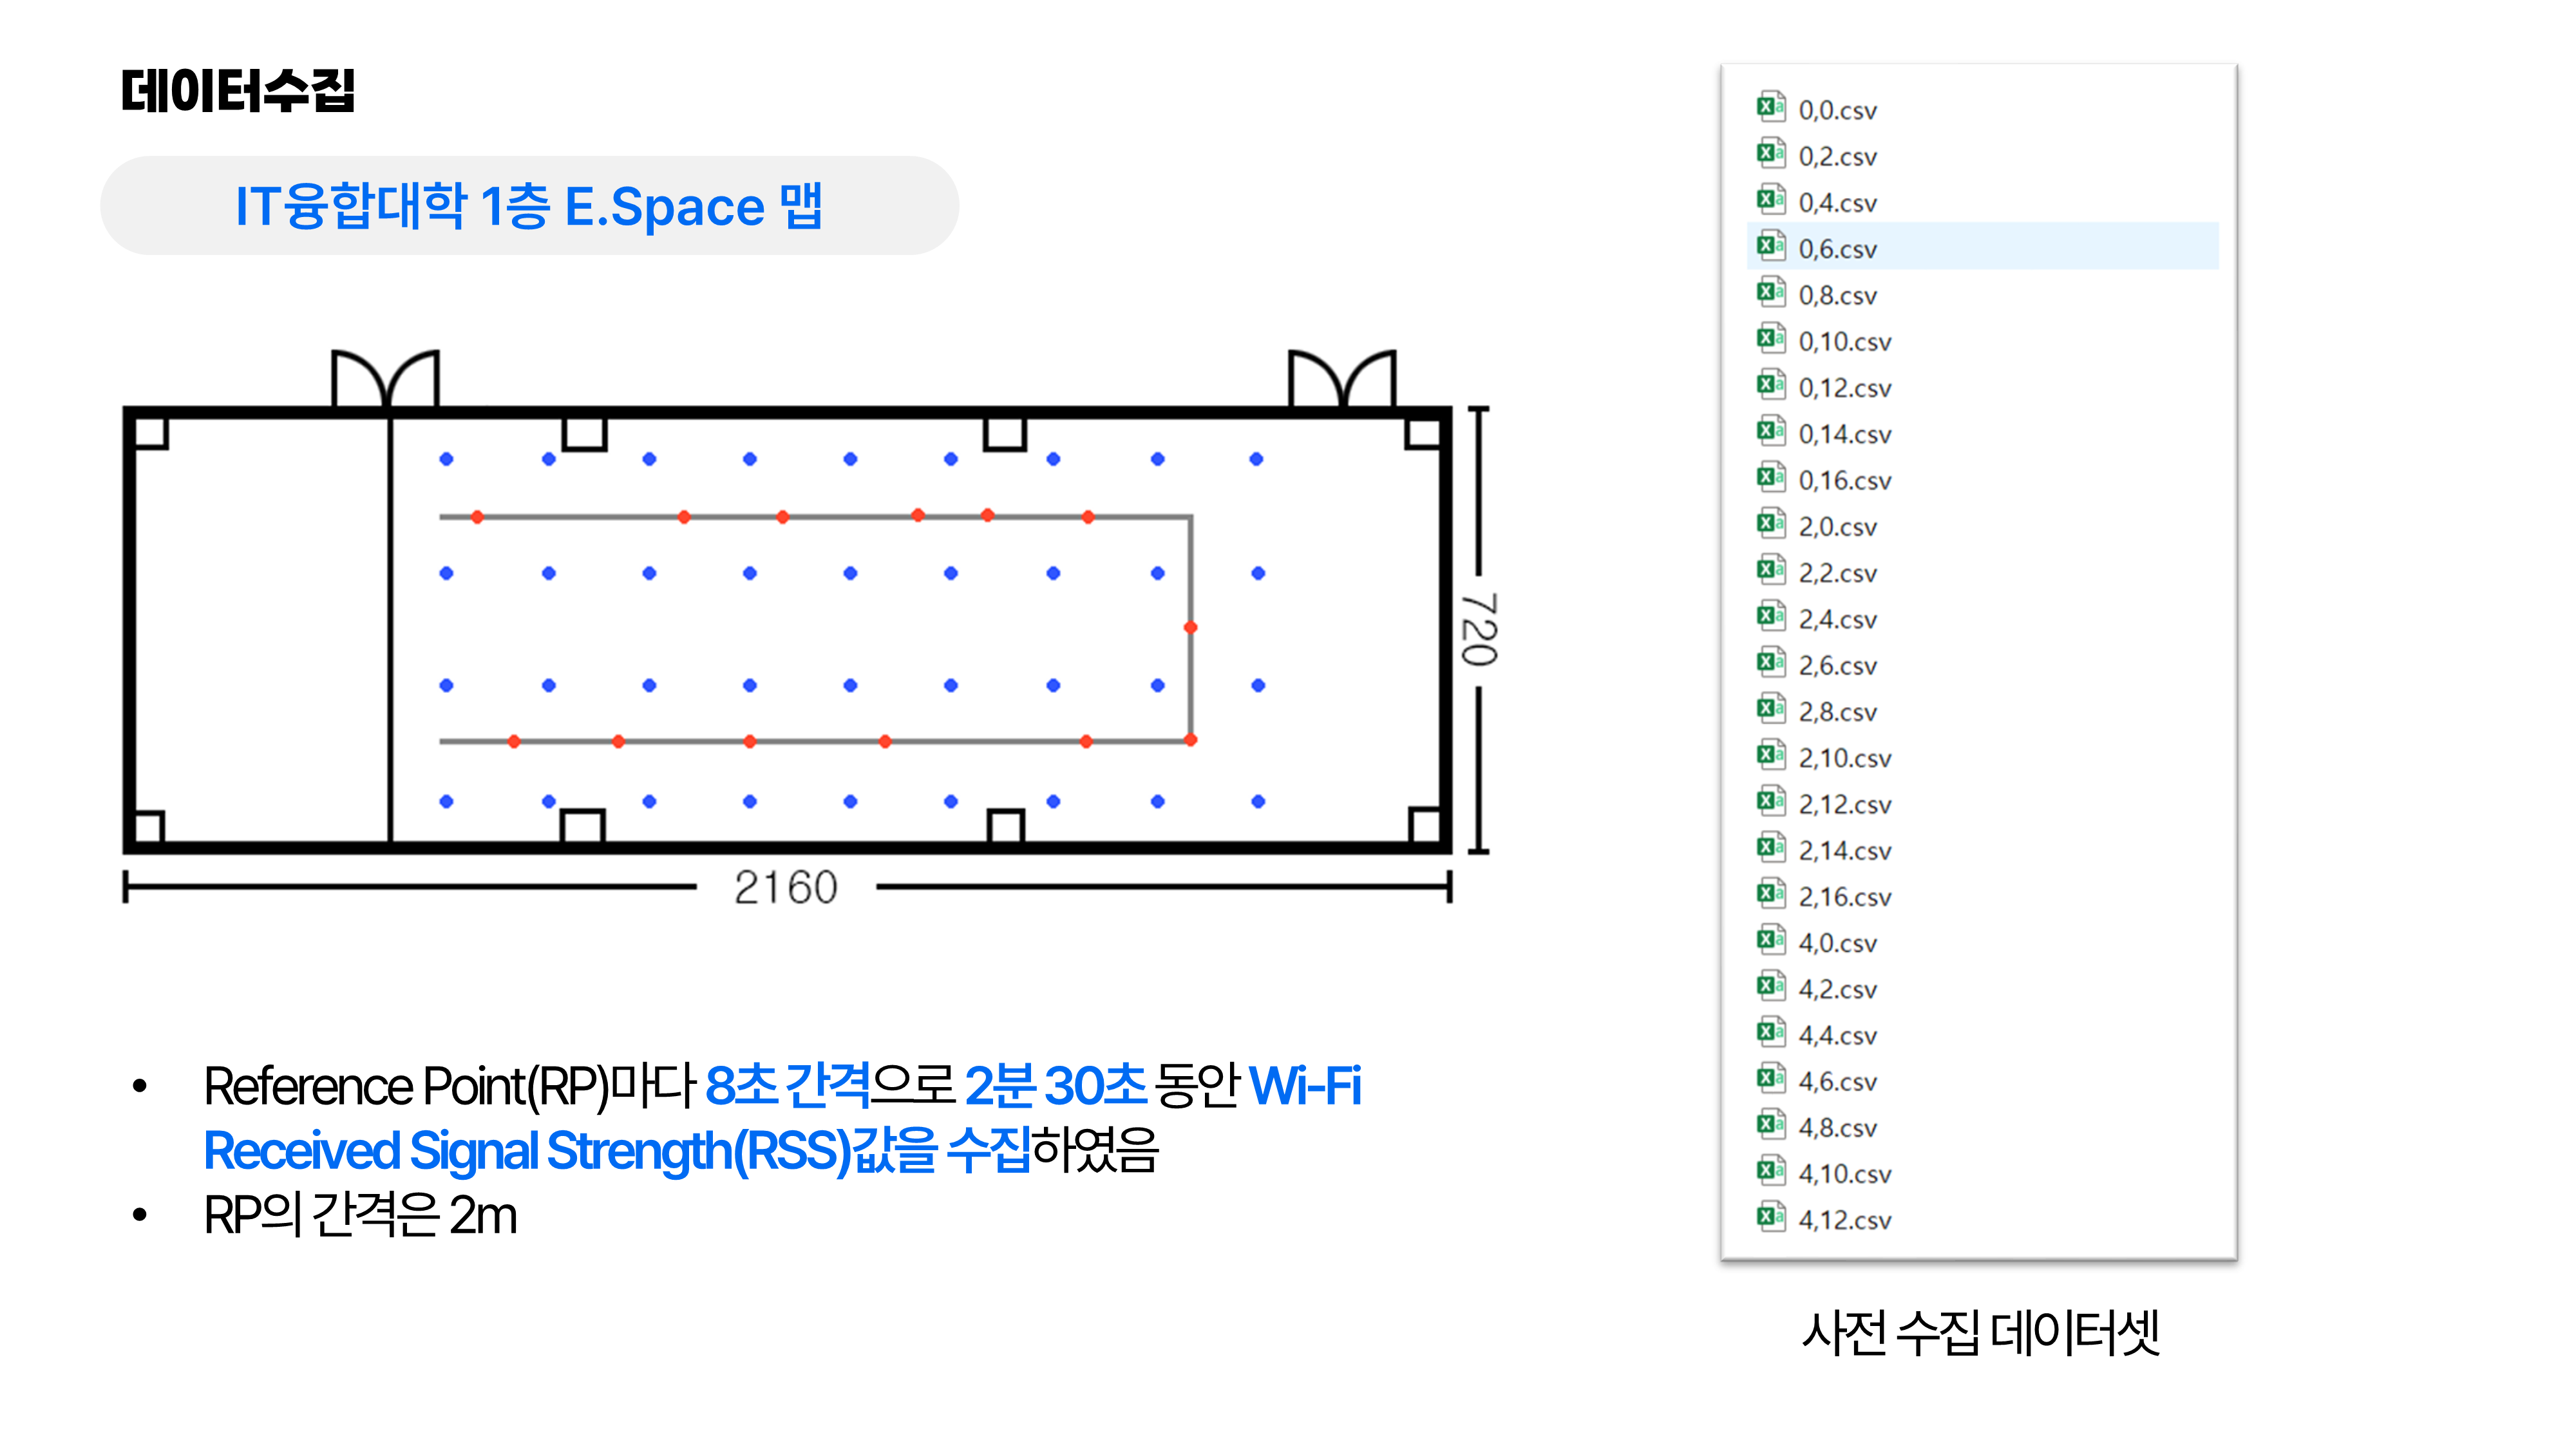 데이터수집
IT융합대학 1층 E.Space 맵
720
2160
• Reference Point(RP)마다 8초 간격으로 2분 30초 동안 Wi-Fi
Received Signal Strength(RSS)값을 수집하였음
• RP의 간격은 2m
0,0.csv
0,2.csv
0,4.csv
0,6.csv
0,8.csv
0,10.csv
0,12.csv
0,14.csv
0,16.csv
2,0.csv
2,2.csv
2,4.csv
2,6.csv
2,8.csv
2,10.csv
2,12.csv
2,14.csv
2,16.csv
4,0.csv
4,2.csv
4,4.csv
4,6.csv
4,8.csv
4,10.csv
4,12.csv
사전 수집 데이터셋